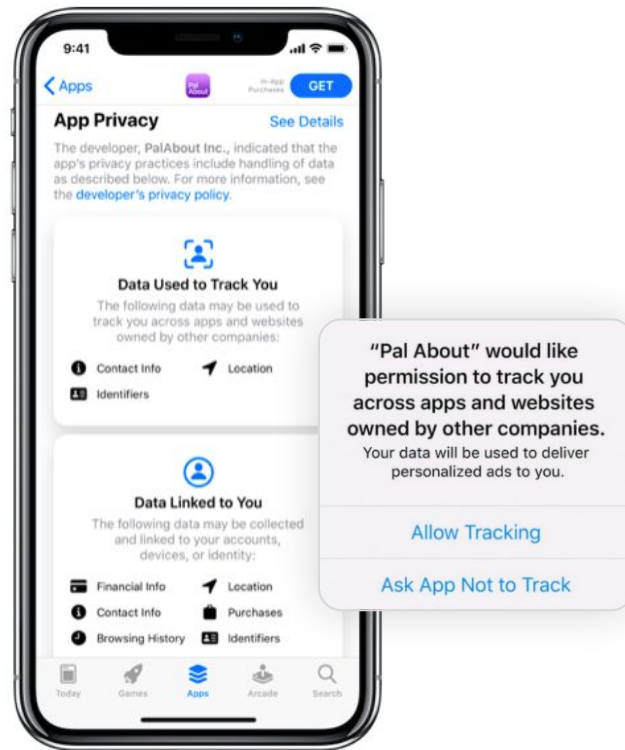 9:41
Apps
Pal About
In-App Purchases
GET
App Privacy
See Details
The developer, PalAbout Inc., indicated that the
app's privacy practices include handling of data
as described below. For more information, see
the developer's privacy policy.
Data Used to Track You
The following data may be used to
track you across apps and websites
owned by other companies:
Contact Info
Location
Identifiers
Data Linked to You
The following data may be collected
and linked to your accounts,
devices, or identity:
Financial Info
Location
Contact Info
Purchases
Browsing History
Identifiers
Today
Games
Apps
Arcade
Search
"Pal About" would like
permission to track you
across apps and websites
owned by other companies.
Your data will be used to deliver
personalized ads to you.
Allow Tracking
Ask App Not to Track